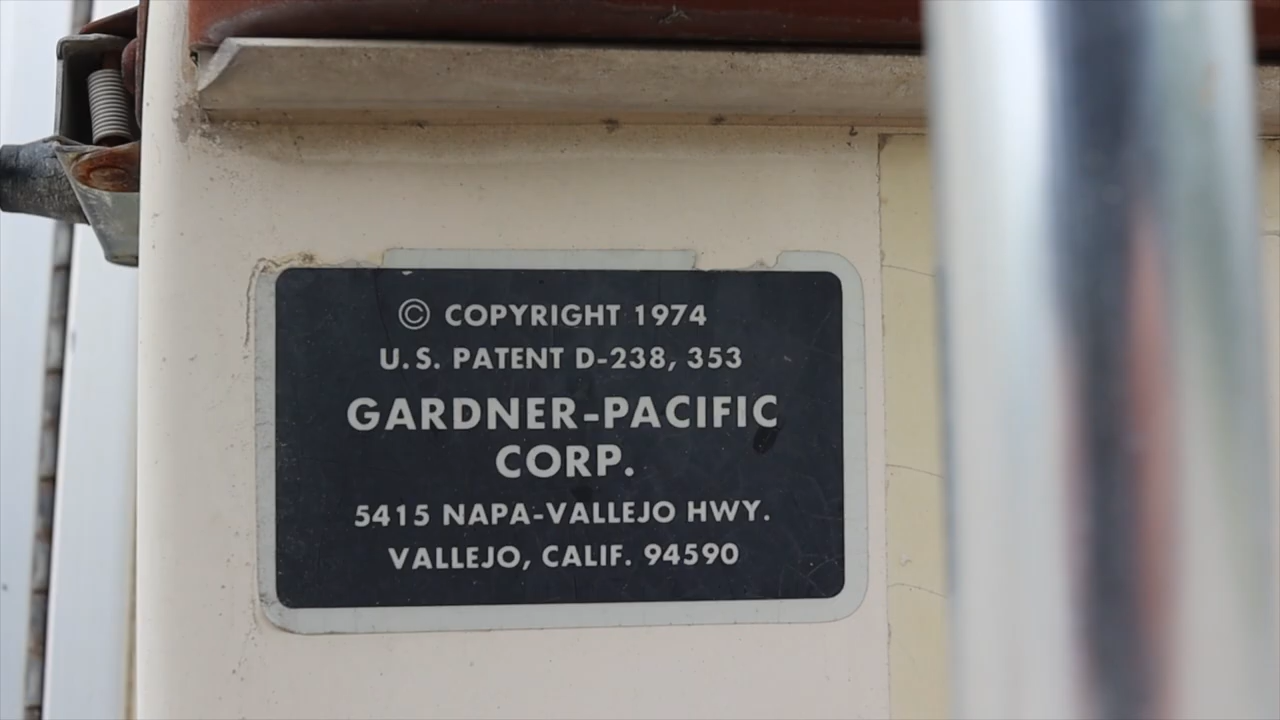 © COPYRIGHT 1974
U.S. PATENT D-238, 353
GARDNER-PACIFIC
CORP.
5415 NAPA-VALLEJO HWY.
VALLEJO, CALIF. 94590